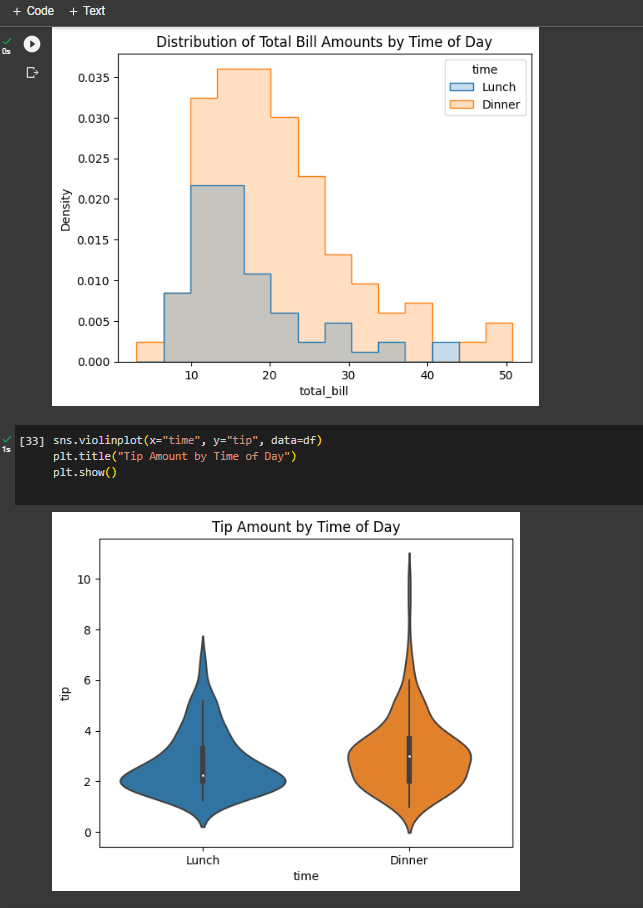 + Code + Text
0s
Distribution of Total Bill Amounts by Time of Day
time
Lunch
Dinner
0.035
0.030
0.025
0.020
0.015
0.010
0.005
0.000
Density
10 20 30 40 50
total_bill
1s
[33] sns.violinplot(x="time", y="tip", data=df)
plt.title("Tip Amount by Time of Day")
plt.show()
Tip Amount by Time of Day
10
8
6
4
2
0
tip
Lunch Dinner
time